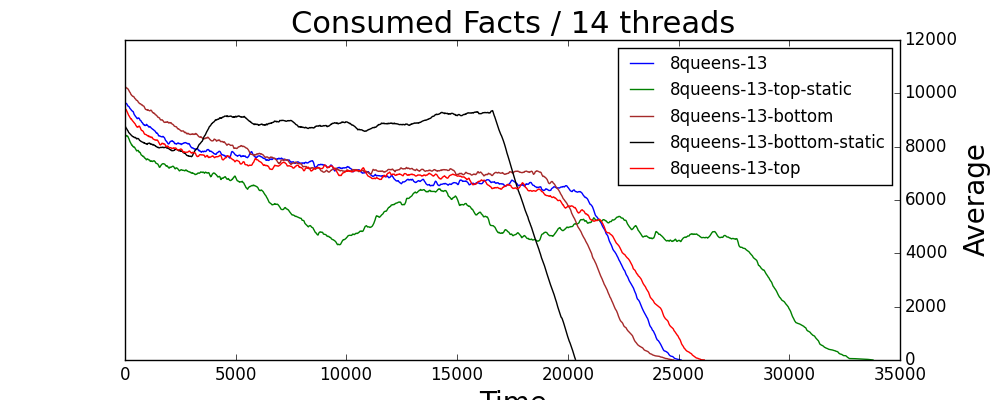 Consumed Facts / 14 threads
12000
10000
8000
6000
4000
2000
0
Average
8queens-13
8queens-13-top-static
8queens-13-bottom
8queens-13-bottom-static
8queens-13-top
0 5000 10000 15000 20000 25000 30000 35000
Time